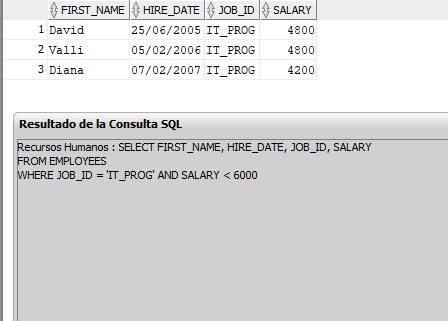 FIRST_NAME HIRE_DATE JOB_ID SALARY
1 David 25/06/2005 IT_PROG 4800
2 Valli 05/02/2006 IT_PROG 4800
3 Diana 07/02/2007 IT_PROG 4200
Resultado de la Consulta SQL
Recursos Humanos : SELECT FIRST_NAME, HIRE_DATE, JOB_ID, SALARY
FROM EMPLOYEES
WHERE JOB_ID = 'IT_PROG' AND SALARY < 6000